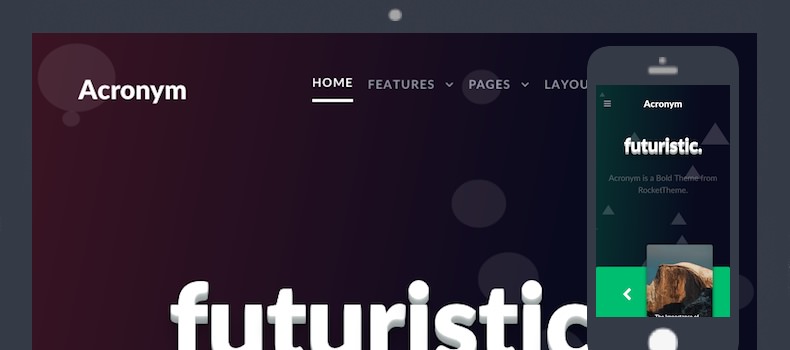 Acronym
HOME FEATURES PAGES LAYOU
futuristic
Acronym
futuristic.
Acronym is a Bold Theme from
RocketTheme.
The Importance of